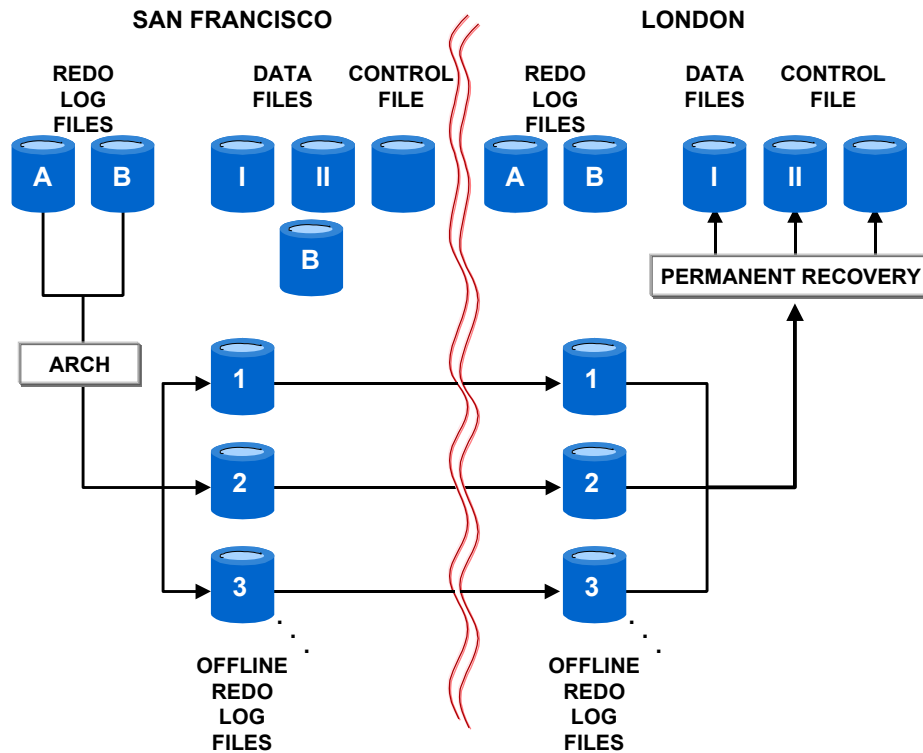 SAN FRANCISCO
LONDON
REDO
LOG
FILES
DATA
FILES
CONTROL
FILE
REDO
LOG
FILES
DATA
FILES
CONTROL
FILE
A
B
I
II
A
B
I
II
B
PERMANENT RECOVERY
ARCH
1
1
2
2
3
3
. . .
. . .
OFFLINE
REDO
LOG
FILES
OFFLINE
REDO
LOG
FILES